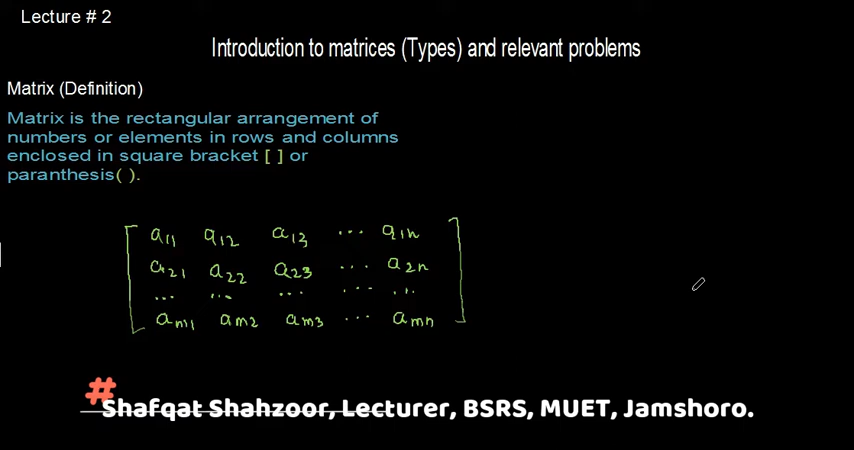 Lecture # 2
Introduction to matrices (Types) and relevant problems
Matrix (Definition)
Matrix is the rectangular arrangement of
numbers or elements in rows and columns
enclosed in square bracket [ ] or
paranthesis( ).
a11 a12 a13 ... a1n
a21 a22 a23 ... a2n
... ... ... ... ...
am1 am2 am3 ... amn
#
Shafqat Shahzoor, Lecturer, BSRS, MUET, Jamshoro.